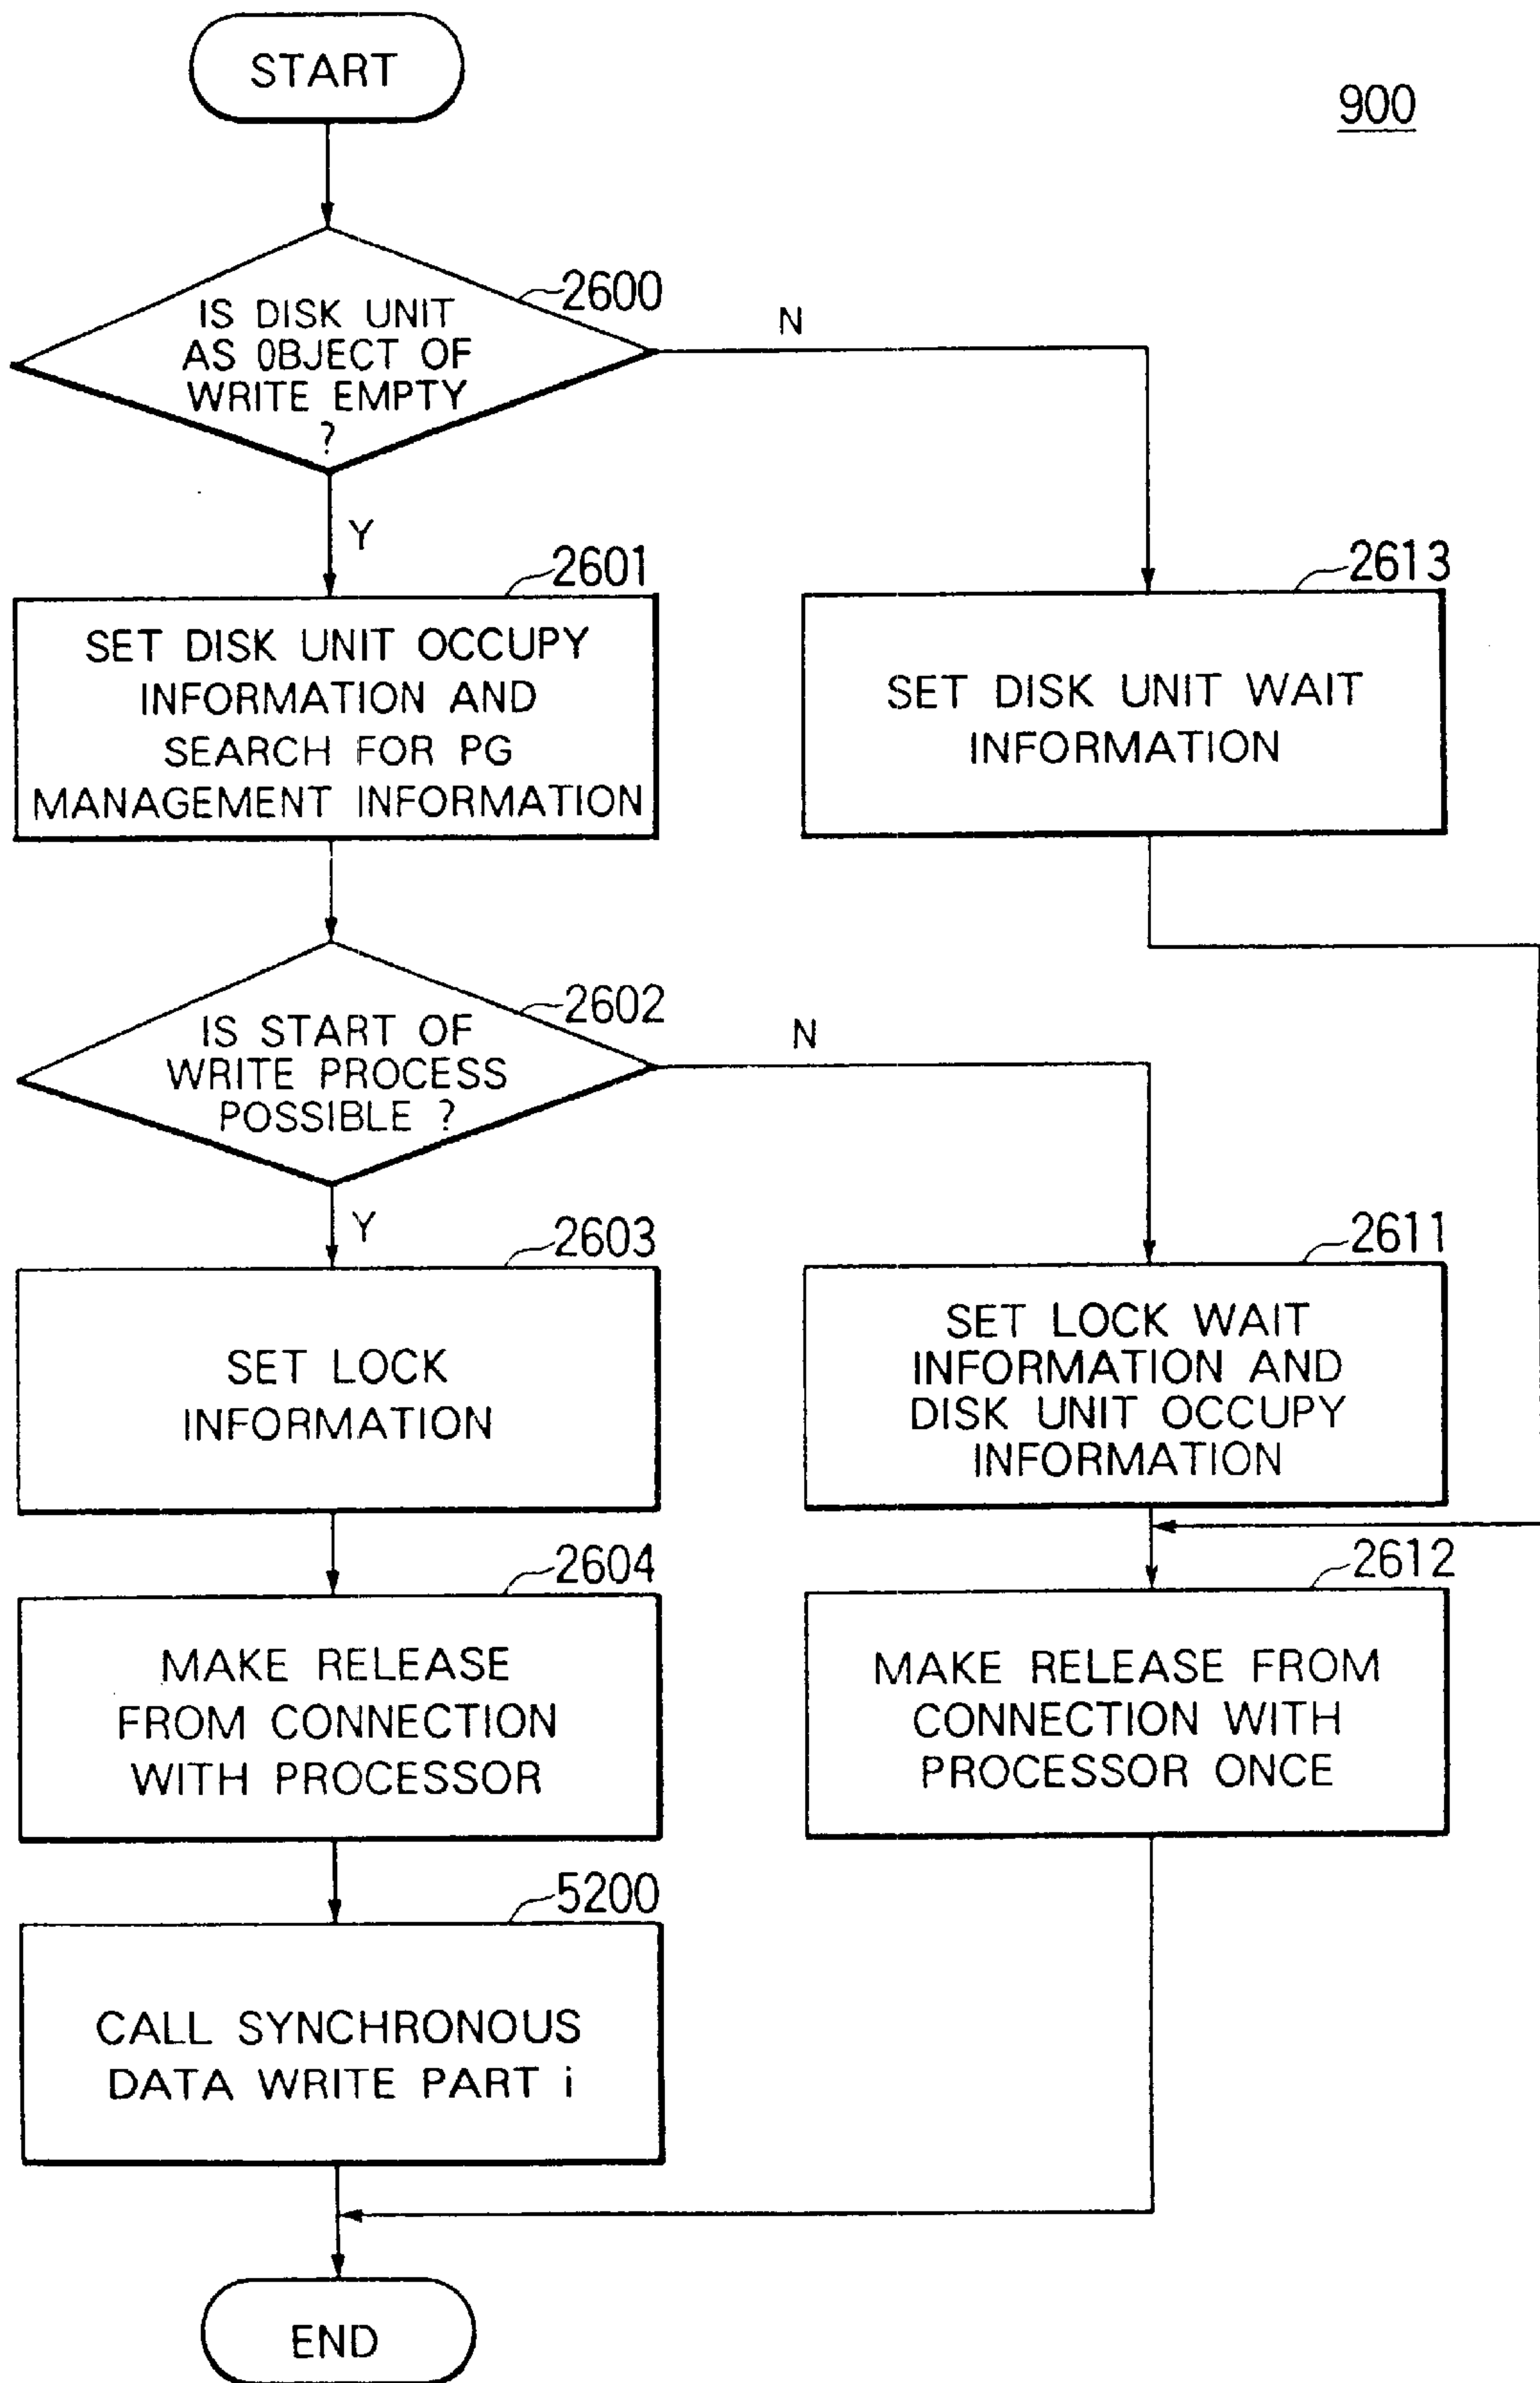 START
900
2600
IS DISK UNIT
AS OBJECT OF
WRITE EMPTY
?
N
Y
2601
SET DISK UNIT OCCUPY
INFORMATION AND
SEARCH FOR PG
MANAGEMENT INFORMATION
2613
SET DISK UNIT WAIT
INFORMATION
2602
IS START OF
WRITE PROCESS
POSSIBLE ?
N
Y
2603
SET LOCK
INFORMATION
2611
SET LOCK WAIT
INFORMATION AND
DISK UNIT OCCUPY
INFORMATION
2604
MAKE RELEASE
FROM CONNECTION
WITH PROCESSOR
2612
MAKE RELEASE FROM
CONNECTION WITH
PROCESSOR ONCE
5200
CALL SYNCHRONOUS
DATA WRITE PART i
END